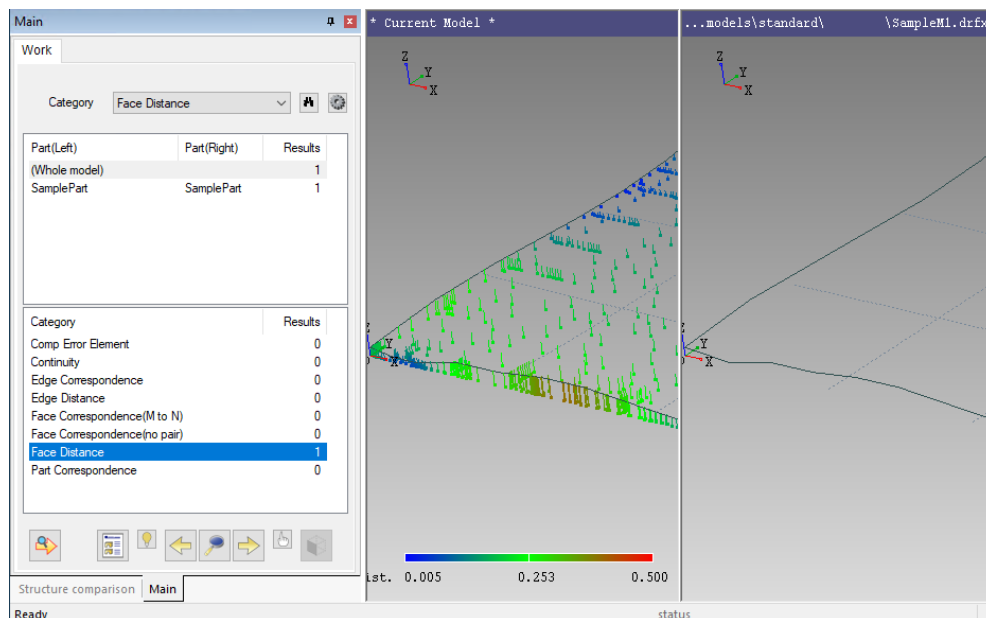 Main
* Current Model *
...models\standard\ \SampleM1.drfx
Work
Category Face Distance
Part(Left) Part(Right) Results
(Whole model) 1
SamplePart SamplePart 1
Category Results
Comp Error Element 0
Continuity 0
Edge Correspondence 0
Edge Distance 0
Face Correspondence(M to N) 0
Face Correspondence(no pair) 0
Face Distance 1
Part Correspondence 0
Structure comparison Main
Ready
Z
Y
X
Y
X
ist. 0.005 0.253 0.500
Z
Y
X
Y
X
status